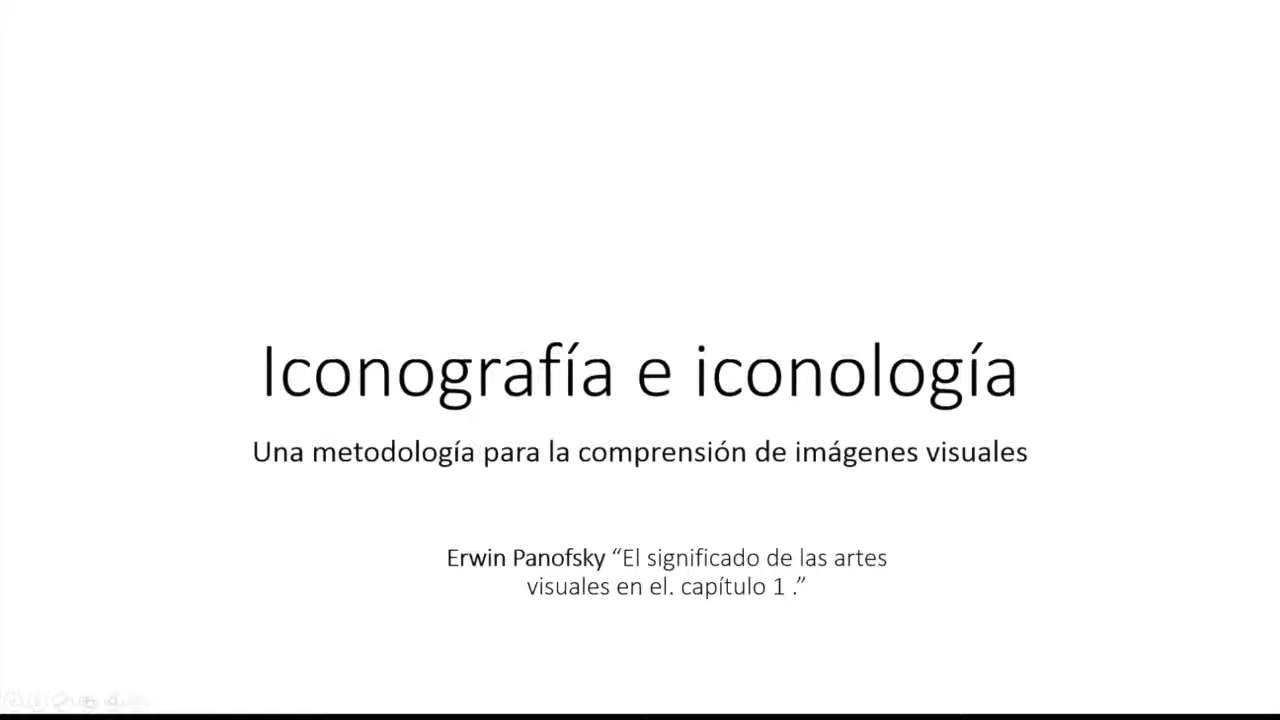 Iconografía e iconología
Una metodología para la comprensión de imágenes visuales
Erwin Panofsky “El significado de las artes
visuales en el. capítulo 1 .”